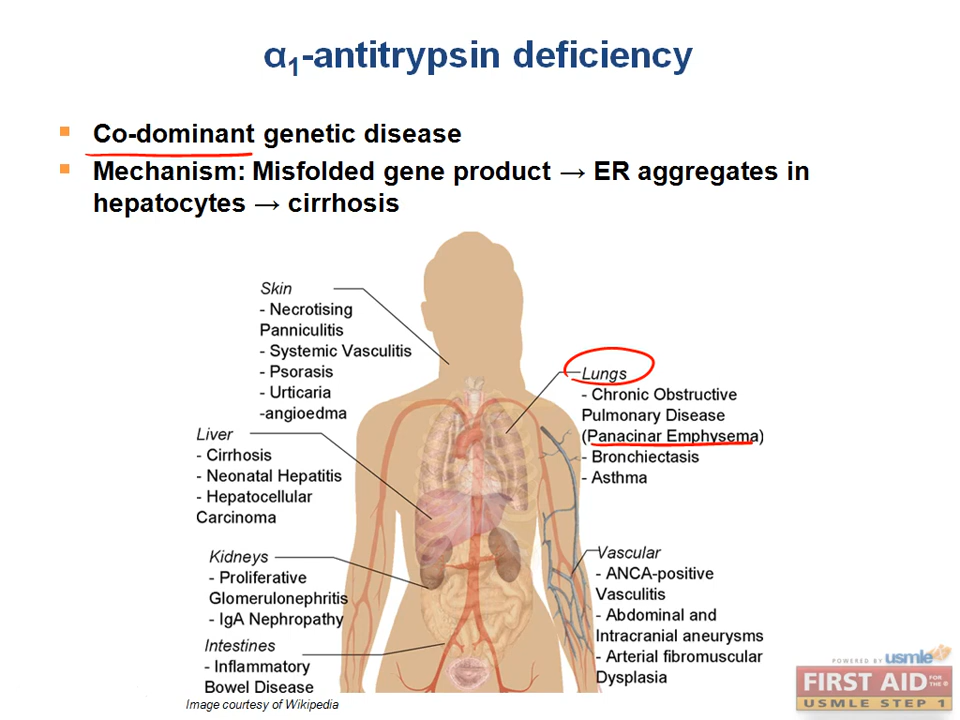 α1-antitrypsin deficiency
Co-dominant genetic disease
Mechanism: Misfolded gene product → ER aggregates in
hepatocytes → cirrhosis
Skin
- Necrotising
Panniculitis
- Systemic Vasculitis
- Psorasis
- Urticaria
-angioedma
Liver
- Cirrhosis
- Neonatal Hepatitis
- Hepatocellular
Carcinoma
Kidneys
- Proliferative
Glomerulonephritis
- IgA Nephropathy
Intestines
- Inflammatory
Bowel Disease
Lungs
- Chronic Obstructive
Pulmonary Disease
(Panacinar Emphysema)
- Bronchiectasis
- Asthma
Vascular
- ANCA-positive
Vasculitis
- Abdominal and
Intracranial aneurysms
- Arterial fibromuscular
Dysplasia
Image courtesy of Wikipedia
POWERED BY usmle
FIRST AID FOR THE ®
USMLE STEP 1